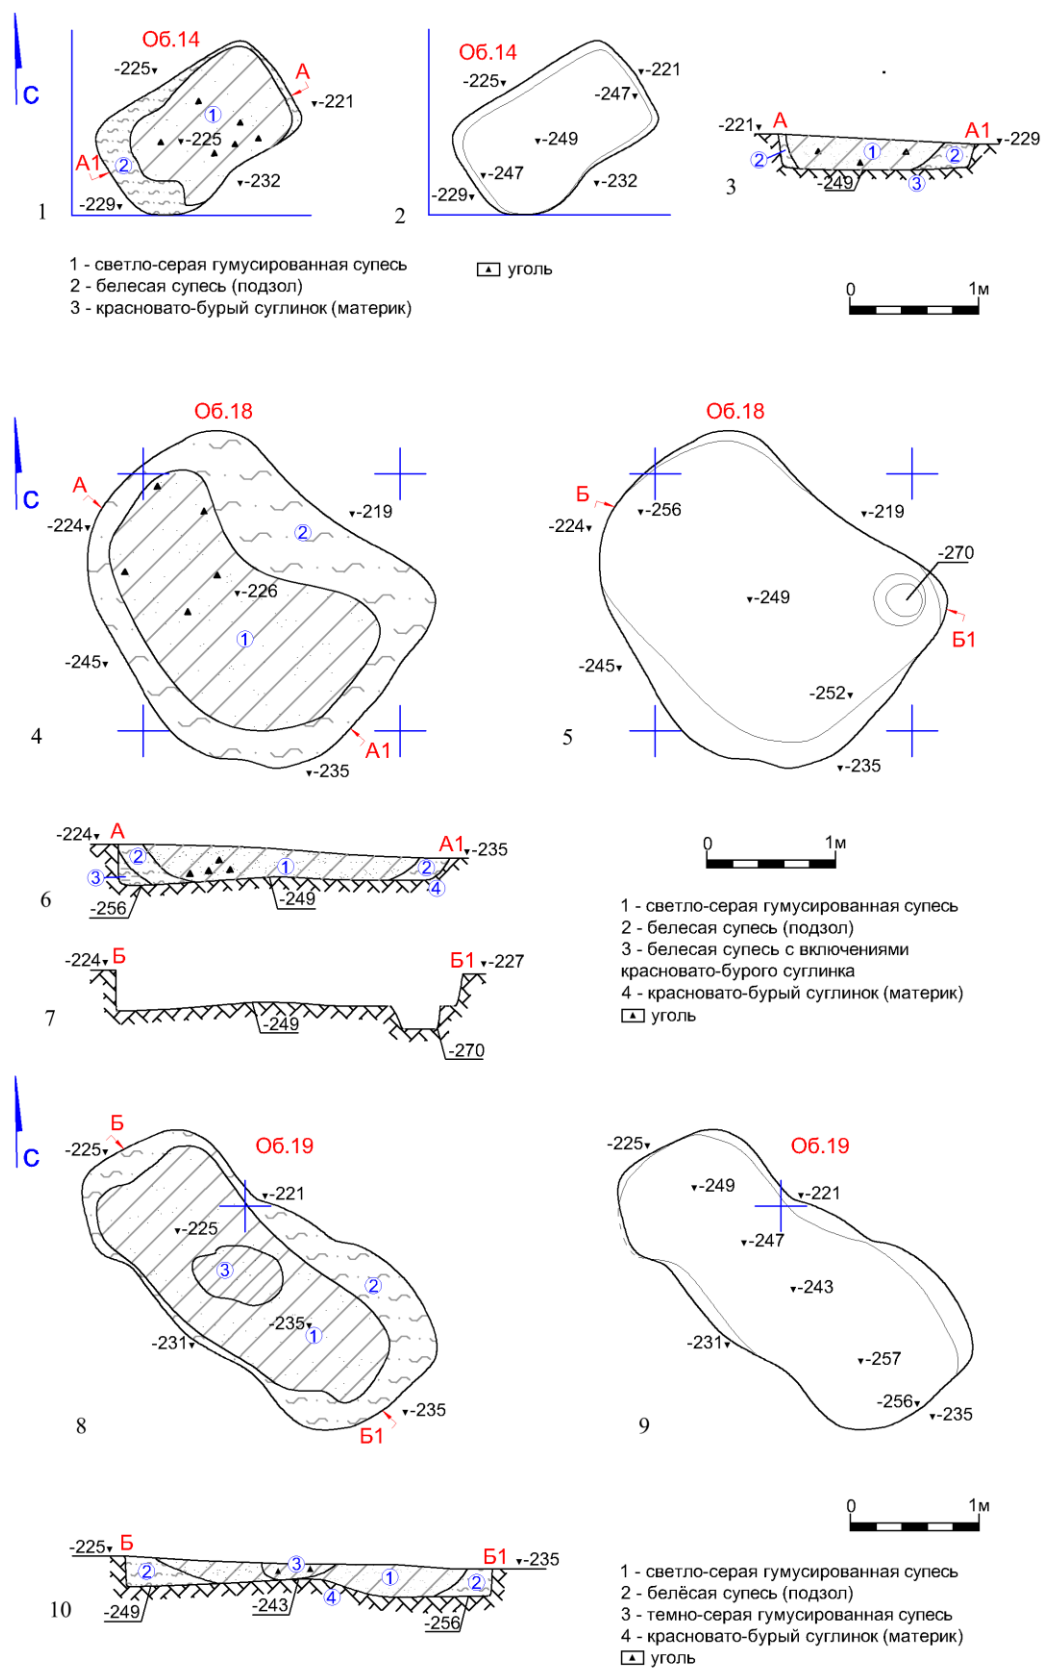 Об.14
-225
А
С
-221
1
-225
А1
2
-232
-229
1
Об.14
-225
-221
-247
-249
-247
-229
-232
2
-221
А
А1
-229
2
1
2
3
-249
3
1 - светло-серая гумусированная супесь
2 - белесая супесь (подзол)
3 - красновато-бурый суглинок (материк)
уголь
0
1м
Об.18
С
А
-224
-219
2
-226
1
-245
А1
-235
4
Об.18
Б
-256
-224
-219
-270
-249
Б1
-245
-252
-235
5
-224
А
А1
-235
2
1
2
3
4
-256
-249
6
-224
Б
Б1
-227
-249
-270
7
0
1м
1 - светло-серая гумусированная супесь
2 - белесая супесь (подзол)
3 - белесая супесь с включениями
красновато-бурого суглинка
4 - красновато-бурый суглинок (материк)
уголь
С
Б
Об.19
-225
-221
-225
3
2
-235
1
-231
-235
Б1
8
Об.19
-225
-249
-221
-247
-243
-231
-257
-256
-235
9
0
1м
-225
Б
Б1
-235
2
3
1
2
4
-249
-243
-256
10
1 - светло-серая гумусированная супесь
2 - белёсая супесь (подзол)
3 - темно-серая гумусированная супесь
4 - красновато-бурый суглинок (материк)
уголь